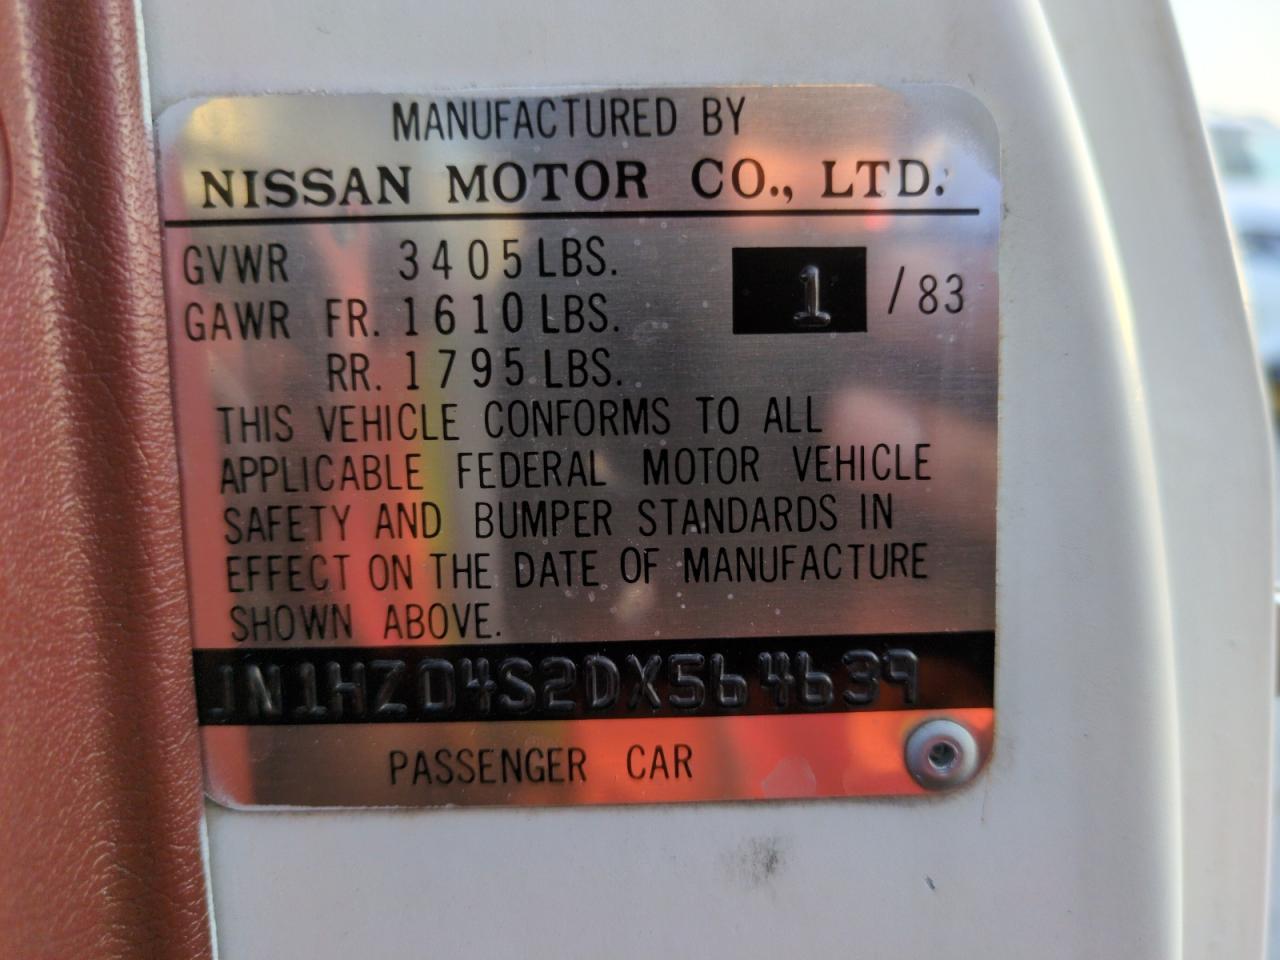 MANUFACTURED BY
NISSAN MOTOR CO., LTD.
GVWR 3405 LBS.
1 /83
GAWR FR. 1610 LBS.
RR. 1795 LBS.
THIS VEHICLE CONFORMS TO ALL
APPLICABLE FEDERAL MOTOR VEHICLE
SAFETY AND BUMPER STANDARDS IN
EFFECT ON THE DATE OF MANUFACTURE
SHOWN ABOVE.
JN1HZ04S2DX564639
PASSENGER CAR